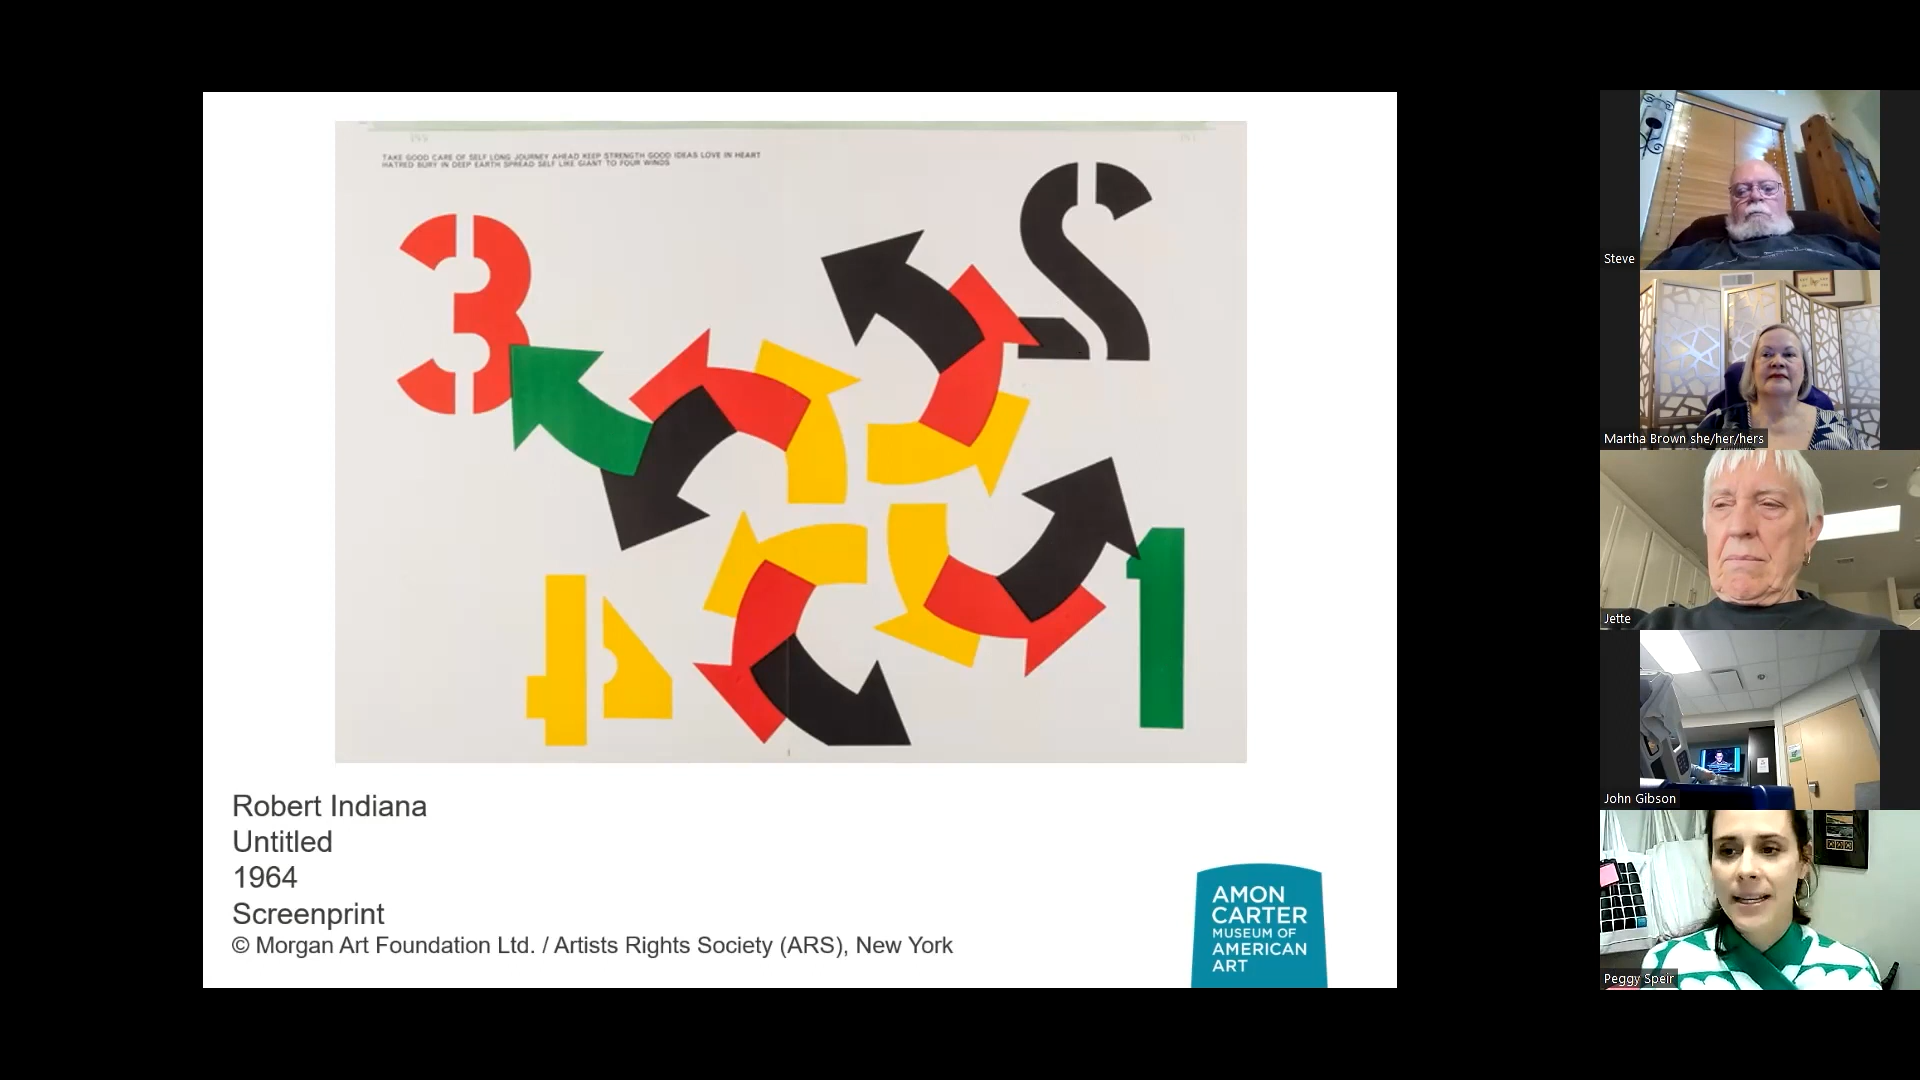 TAKE GOOD CARE OF SELF LONG JOURNEY AHEAD KEEP STRENGTH GOOD IDEAS LOVE IN HEART
HATRED BURY IN DEEP EARTH SPREAD SELF LIKE GIANT TO FOUR WINDS
2
3
1
4
Robert Indiana
Untitled
1964
Screenprint
© Morgan Art Foundation Ltd. / Artists Rights Society (ARS), New York
AMON
CARTER
MUSEUM OF
AMERICAN
ART
Steve
Martha Brown she/her/hers
Jette
John Gibson
Peggy Speir